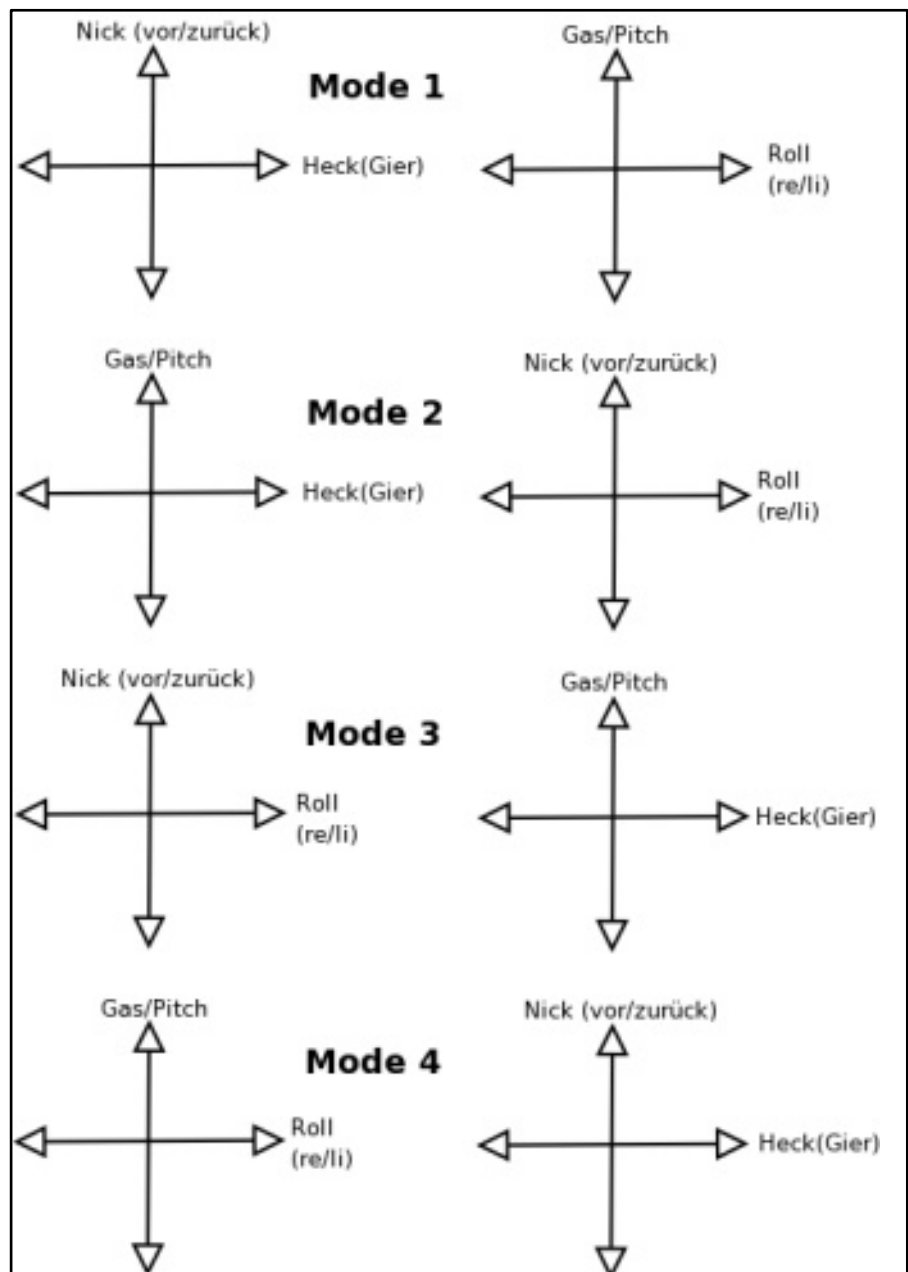 Nick (vor/zurück)
Gas/Pitch
Mode 1
Heck(Gier)
Roll
(re/li)
Gas/Pitch
Nick (vor/zurück)
Mode 2
Heck(Gier)
Roll
(re/li)
Nick (vor/zurück)
Gas/Pitch
Mode 3
Roll
(re/li)
Heck(Gier)
Gas/Pitch
Nick (vor/zurück)
Mode 4
Roll
(re/li)
Heck(Gier)